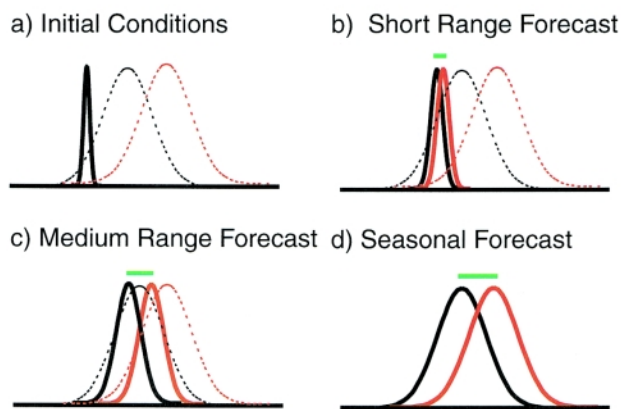 a) Initial Conditions
b) Short Range Forecast
c) Medium Range Forecast
d) Seasonal Forecast